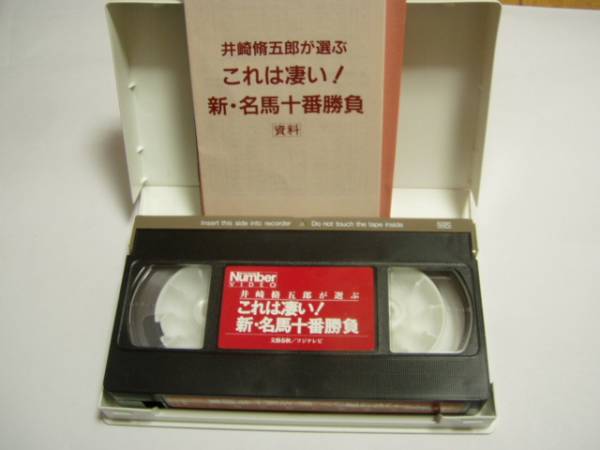 井崎脩五郎が選ぶ
これは凄い!
新・名馬十番勝負
資料
Insert this side into recorder △ Do not touch the tape inside VHS
Number
VIDEO
井崎脩五郎が選ぶ
これは凄い!
新・名馬十番勝負
文藝春秋/フジテレビ